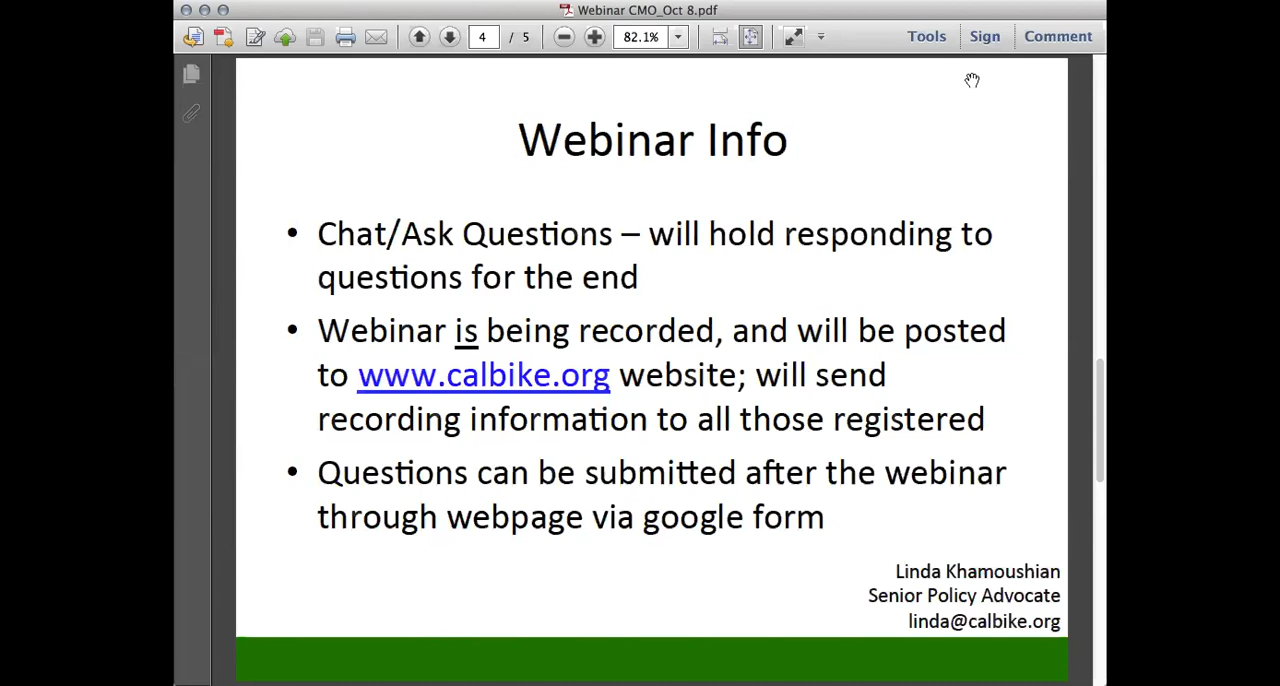 Webinar CMO_Oct 8.pdf
4 / 5 82.1% Tools Sign Comment
Webinar Info
• Chat/Ask Questions – will hold responding to
questions for the end
• Webinar is being recorded, and will be posted
to www.calbike.org website; will send
recording information to all those registered
• Questions can be submitted after the webinar
through webpage via google form
Linda Khamoushian
Senior Policy Advocate
linda@calbike.org